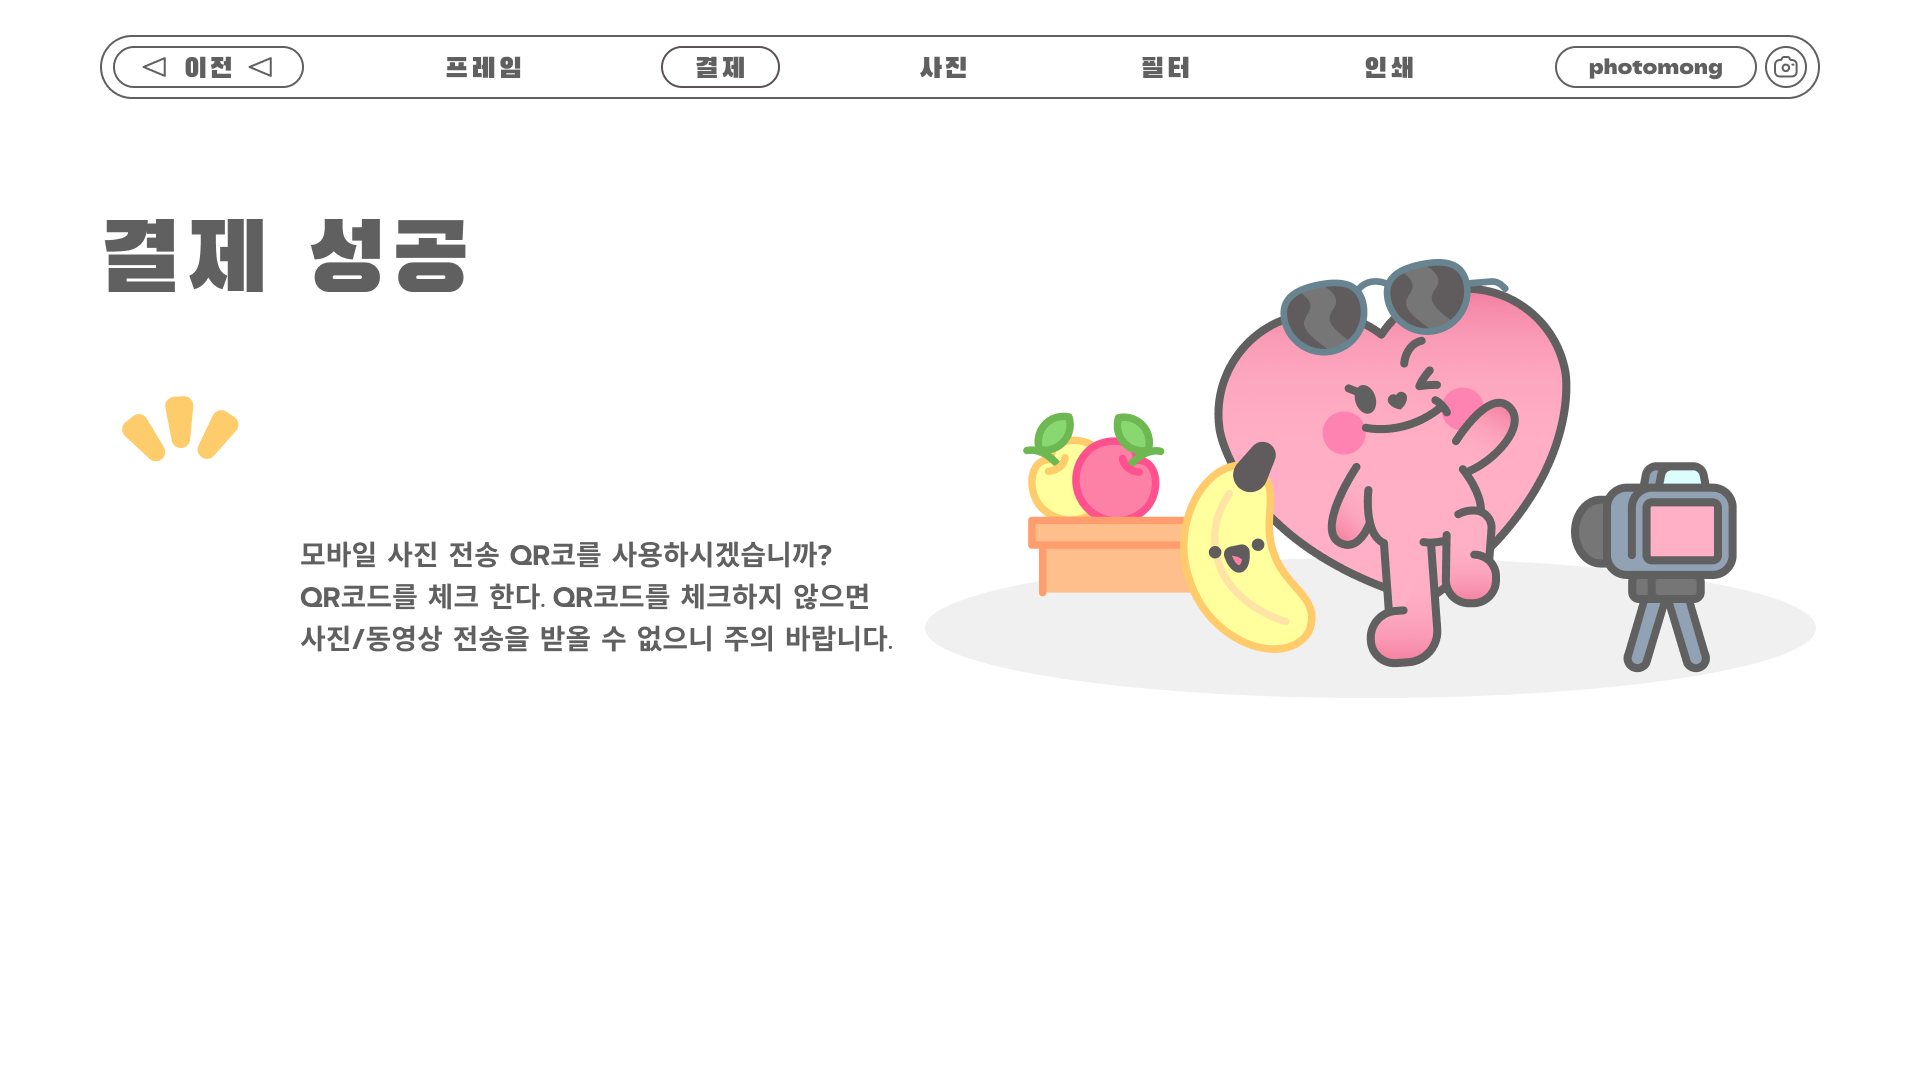 이전
프레임
결제
사진
필터
인쇄
photomong
결제 성공
모바일 사진 전송 QR코를 사용하시겠습니까?
QR코드를 체크 한다. QR코드를 체크하지 않으면
사진/동영상 전송을 받올 수 없으니 주의 바랍니다.